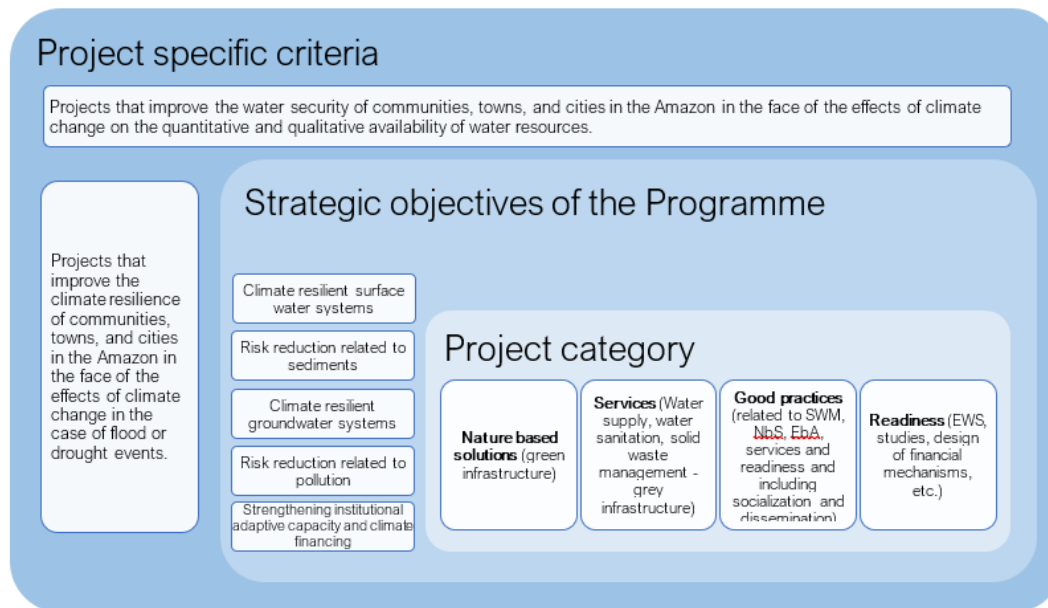 Project specific criteria
Projects that improve the water security of communities, towns, and cities in the Amazon in the face of the effects of climate
change on the quantitative and qualitative availability of water resources.
Projects that
improve the
climate resilience
of communities,
towns, and cities
in the Amazon in
the face of the
effects of climate
change in the
case of flood or
drought events.
Strategic objectives of the Programme
Climate resilient surface
water systems
Risk reduction related to
sediments
Climate resilient
groundwater systems
Risk reduction related to
pollution
Strengthening institutional
adaptive capacity and climate
financing
Project category
Nature based
solutions (green
infrastructure)
Services (Water
supply, water
sanitation, solid
waste
management -
grey
infrastructure)
Good practices
(related to SWM,
NbS, EbA,
services and
readiness and
including
socialization and
dissemination)
Readiness (EWS,
studies, design
of financial
mechanisms,
etc.)